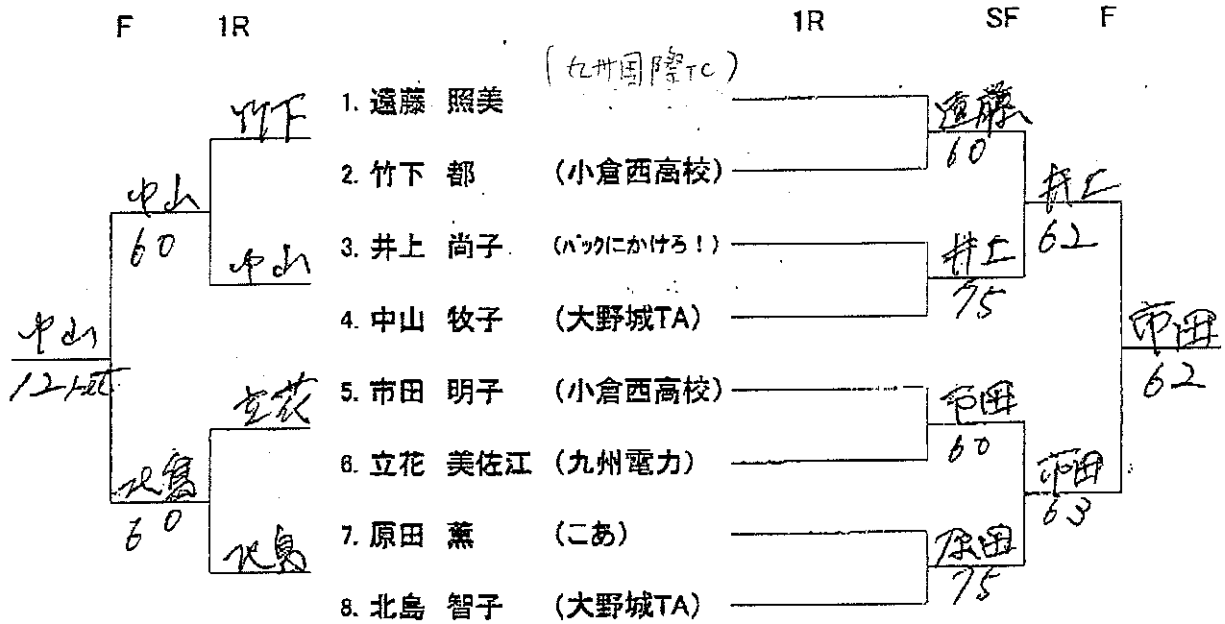 F 1R 1R SF F
(九州国際TC)
1. 遠藤 照美
竹下
遠藤
60
2. 竹下 都 (小倉西高校)
中山
60
井上
62
3. 井上 尚子 (バックにかけろ!)
中山
井上
75
4. 中山 牧子 (大野城TA)
中山
市田
62
5. 市田 明子 (小倉西高校)
立花
市田
60
6. 立花 美佐江 (九州電力)
北島
60
市田
63
7. 原田 薫 (こあ)
北島
原田
75
8. 北島 智子 (大野城TA)